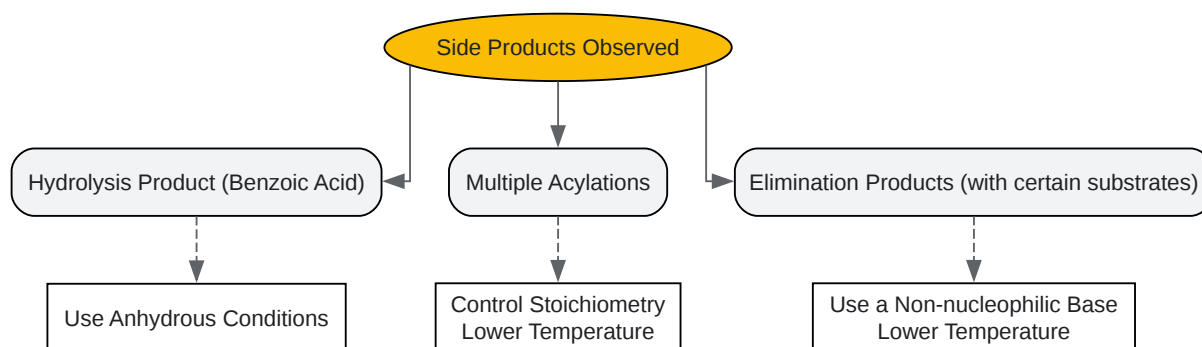 Side Products Observed
Hydrolysis Product (Benzoic Acid)
Multiple Acylations
Elimination Products (with certain substrates)
Use Anhydrous Conditions
Control Stoichiometry
Lower Temperature
Use a Non-nucleophilic Base
Lower Temperature